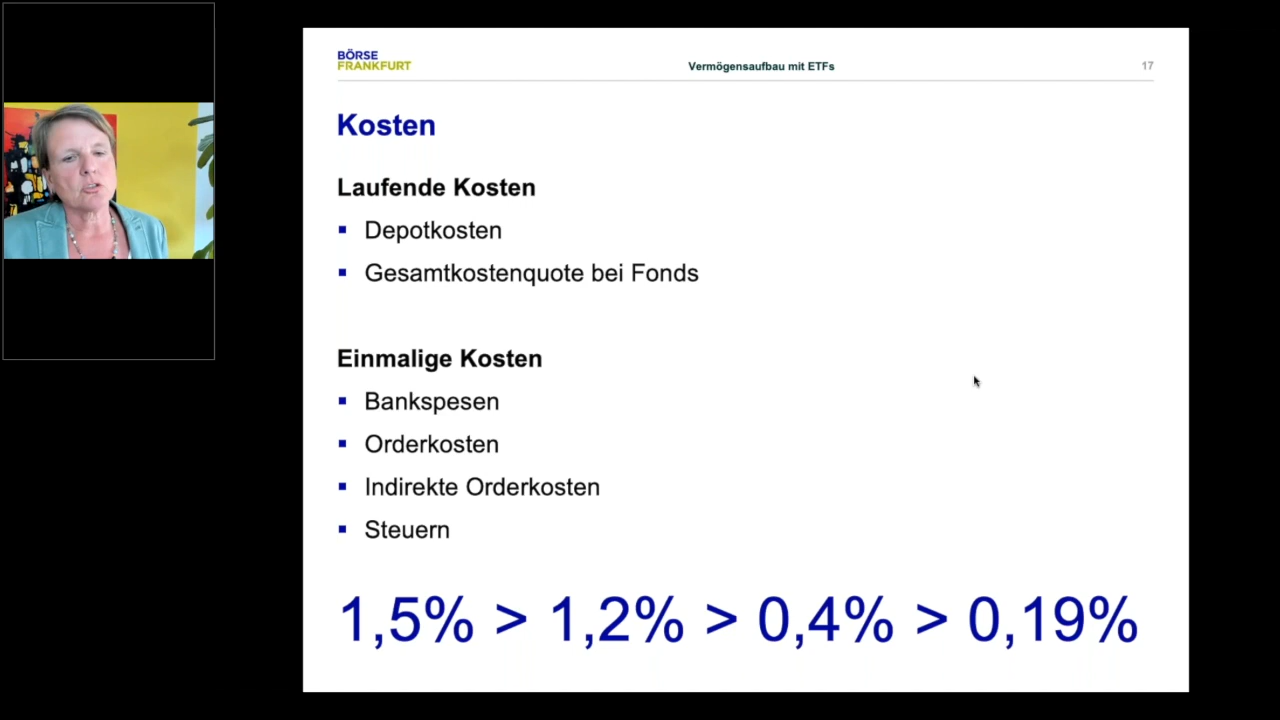 BÖRSE
FRANKFURT
Vermögensaufbau mit ETFs
17
Kosten
Laufende Kosten
Depotkosten
Gesamtkostenquote bei Fonds
Einmalige Kosten
Bankspesen
Orderkosten
Indirekte Orderkosten
Steuern
1,5% > 1,2% > 0,4% > 0,19%